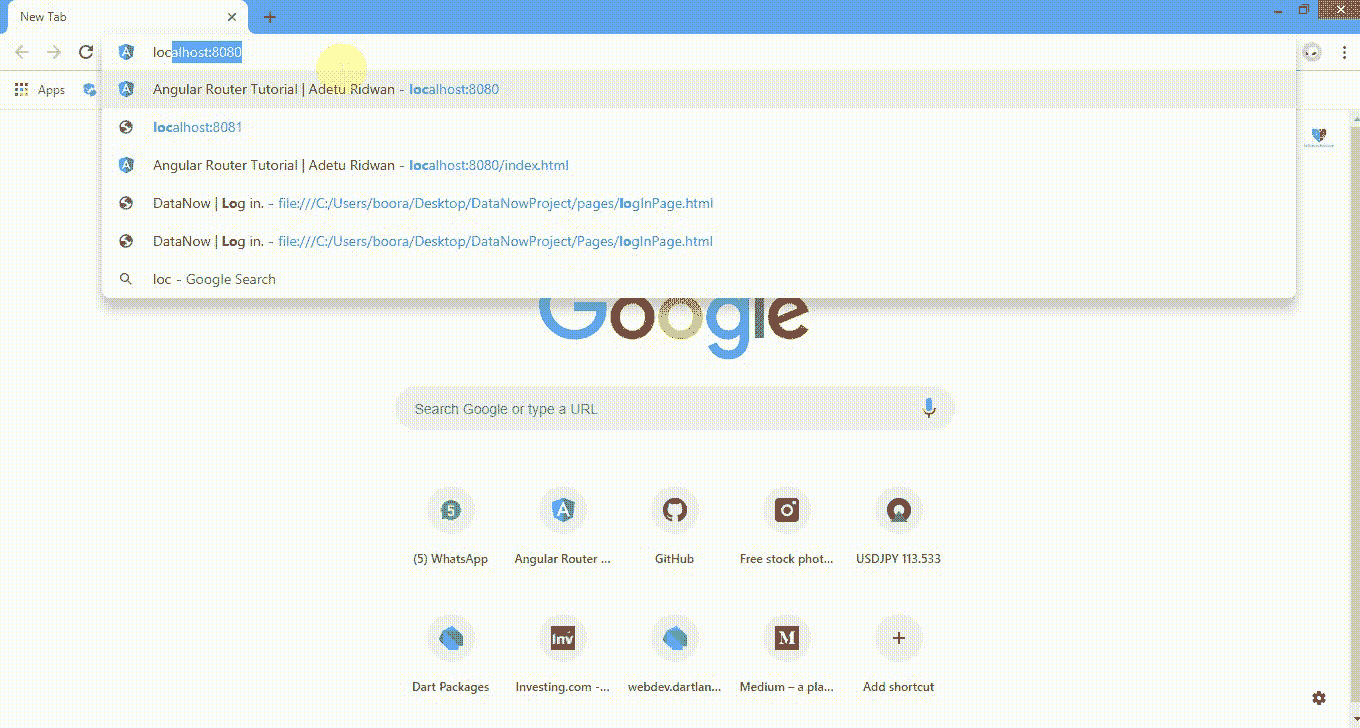 New Tab
localhost:8080
Apps
Angular Router Tutorial | Adetu Ridwan - localhost:8080
localhost:8081
Angular Router Tutorial | Adetu Ridwan - localhost:8080/index.html
DataNow | Log in. - file:///C:/Users/boora/Desktop/DataNowProject/pages/logInPage.html
DataNow | Log in. - file:///C:/Users/boora/Desktop/DataNowProject/Pages/logInPage.html
loc - Google Search
Google
Search Google or type a URL
5
A
(5) WhatsApp
Angular Router ...
GitHub
Free stock phot...
USDJPY 113.533
Inv
M
Dart Packages
Investing.com -...
webdev.dartlan...
Medium – a pla...
Add shortcut